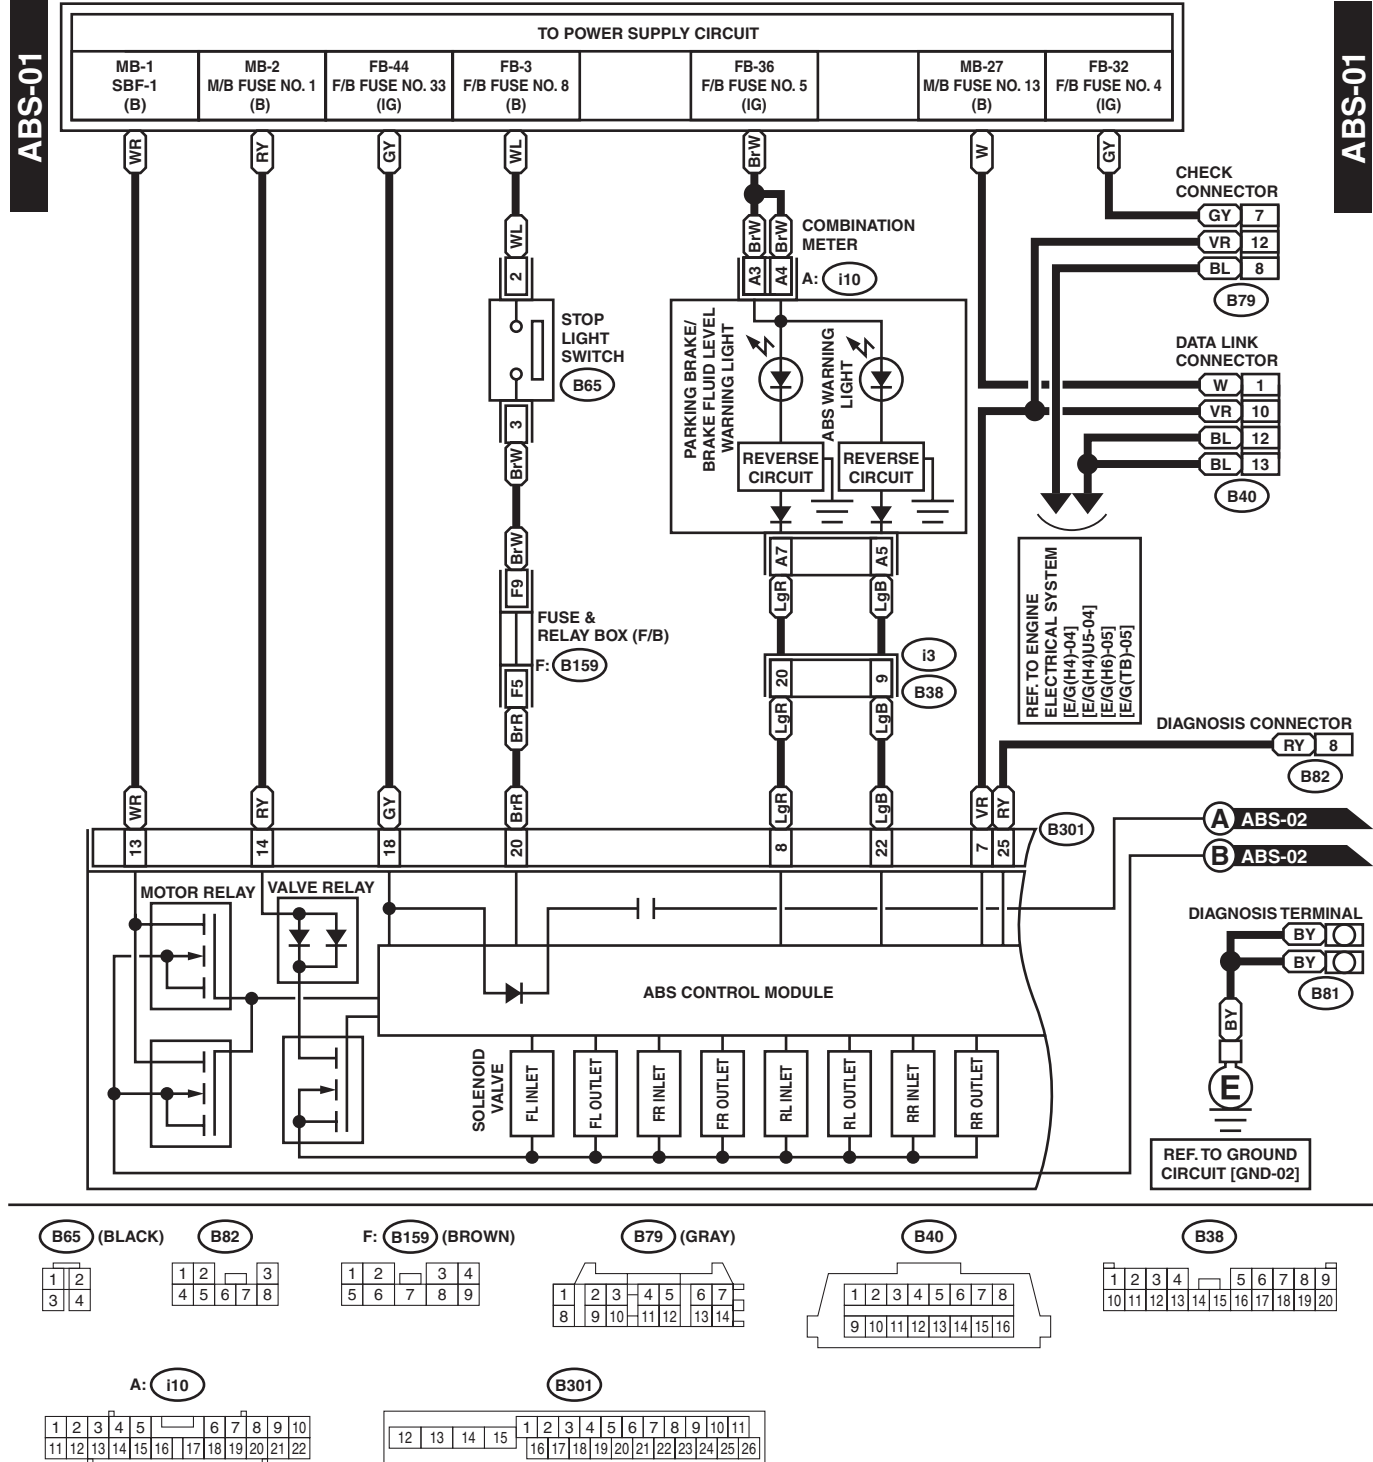 ABS-01
ABS-01
TO POWER SUPPLY CIRCUIT
MB-1
SBF-1
(B)
MB-2
M/B FUSE NO. 1
(B)
FB-44
F/B FUSE NO. 33
(IG)
FB-3
F/B FUSE NO. 8
(B)
FB-36
F/B FUSE NO. 5
(IG)
MB-27
M/B FUSE NO. 13
(B)
FB-32
F/B FUSE NO. 4
(IG)
WR
RY
GY
WL
BrW
W
GY
CHECK
CONNECTOR
GY 7
VR 12
BL 8
B79
WL
2
STOP
LIGHT
SWITCH
B65
3
BrW
BrW BrW
A3 A4
COMBINATION
METER
A: i10
PARKING BRAKE/
BRAKE FLUID LEVEL
WARNING LIGHT
ABS WARNING
LIGHT
REVERSE
CIRCUIT
REVERSE
CIRCUIT
DATA LINK
CONNECTOR
W 1
VR 10
BL 12
BL 13
B40
BrW
F9
FUSE &
RELAY BOX (F/B)
F: B159
F5
BrR
A7 A5
LgR LgB
i3
20 9
B38
LgR LgB
REF. TO ENGINE
ELECTRICAL SYSTEM
[E/G(H4)-04]
[E/G(H4)U5-04]
[E/G(H6)-05]
[E/G(TB)-05]
DIAGNOSIS CONNECTOR
RY 8
B82
WR RY GY BrR LgR LgB VR RY
13 14 18 20 8 22 7 25
B301
A ABS-02
B ABS-02
MOTOR RELAY
VALVE RELAY
ABS CONTROL MODULE
SOLENOID
VALVE
FL INLET
FL OUTLET
FR INLET
FR OUTLET
RL INLET
RL OUTLET
RR INLET
RR OUTLET
DIAGNOSIS TERMINAL
BY
BY
B81
BY
E
REF. TO GROUND
CIRCUIT [GND-02]
B65 (BLACK)
1 2
3 4
B82
1 2 3
4 5 6 7 8
F: B159 (BROWN)
1 2 3 4
5 6 7 8 9
B79 (GRAY)
1 2 3 4 5 6 7
8 9 10 11 12 13 14
B40
1 2 3 4 5 6 7 8
9 10 11 12 13 14 15 16
B38
1 2 3 4 5 6 7 8 9
10 11 12 13 14 15 16 17 18 19 20
A: i10
1 2 3 4 5 6 7 8 9 10
11 12 13 14 15 16 17 18 19 20 21 22
B301
12 13 14 15 1 2 3 4 5 6 7 8 9 10 11
16 17 18 19 20 21 22 23 24 25 26